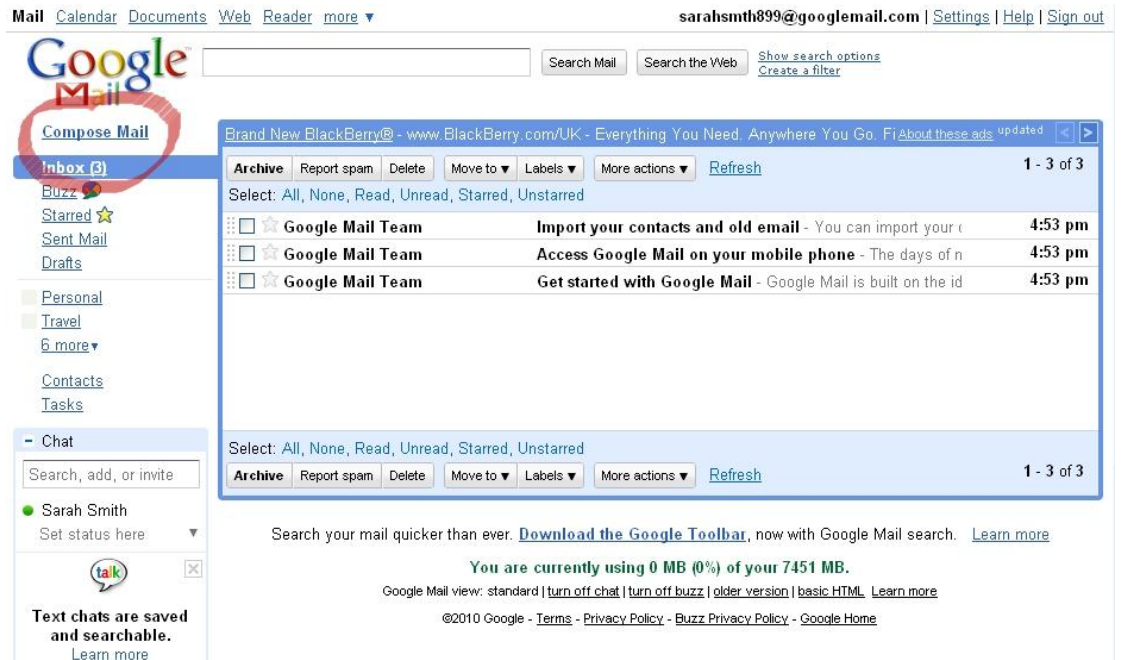 Mail Calendar Documents Web Reader more ▼ sarahsmth899@googlemail.com | Settings | Help | Sign out
Google Mail
Search Mail Search the Web Show search options
Create a filter
Compose Mail
Brand New BlackBerry® - www.BlackBerry.com/UK - Everything You Need. Anywhere You Go. Fi About these ads updated < >
Inbox (3)
Buzz
Starred
Sent Mail
Drafts
Personal
Travel
6 more▼
Contacts
Tasks
Archive Report spam Delete Move to ▼ Labels ▼ More actions ▼ Refresh 1 - 3 of 3
Select: All, None, Read, Unread, Starred, Unstarred
Google Mail Team Import your contacts and old email - You can import your c 4:53 pm
Google Mail Team Access Google Mail on your mobile phone - The days of n 4:53 pm
Google Mail Team Get started with Google Mail - Google Mail is built on the id 4:53 pm
Select: All, None, Read, Unread, Starred, Unstarred
Archive Report spam Delete Move to ▼ Labels ▼ More actions ▼ Refresh 1 - 3 of 3
− Chat
Search, add, or invite
Sarah Smith
Set status here ▼
talk
Text chats are saved
and searchable.
Learn more
Search your mail quicker than ever. Download the Google Toolbar, now with Google Mail search. Learn more
You are currently using 0 MB (0%) of your 7451 MB.
Google Mail view: standard | turn off chat | turn off buzz | older version | basic HTML Learn more
©2010 Google - Terms - Privacy Policy - Buzz Privacy Policy - Google Home